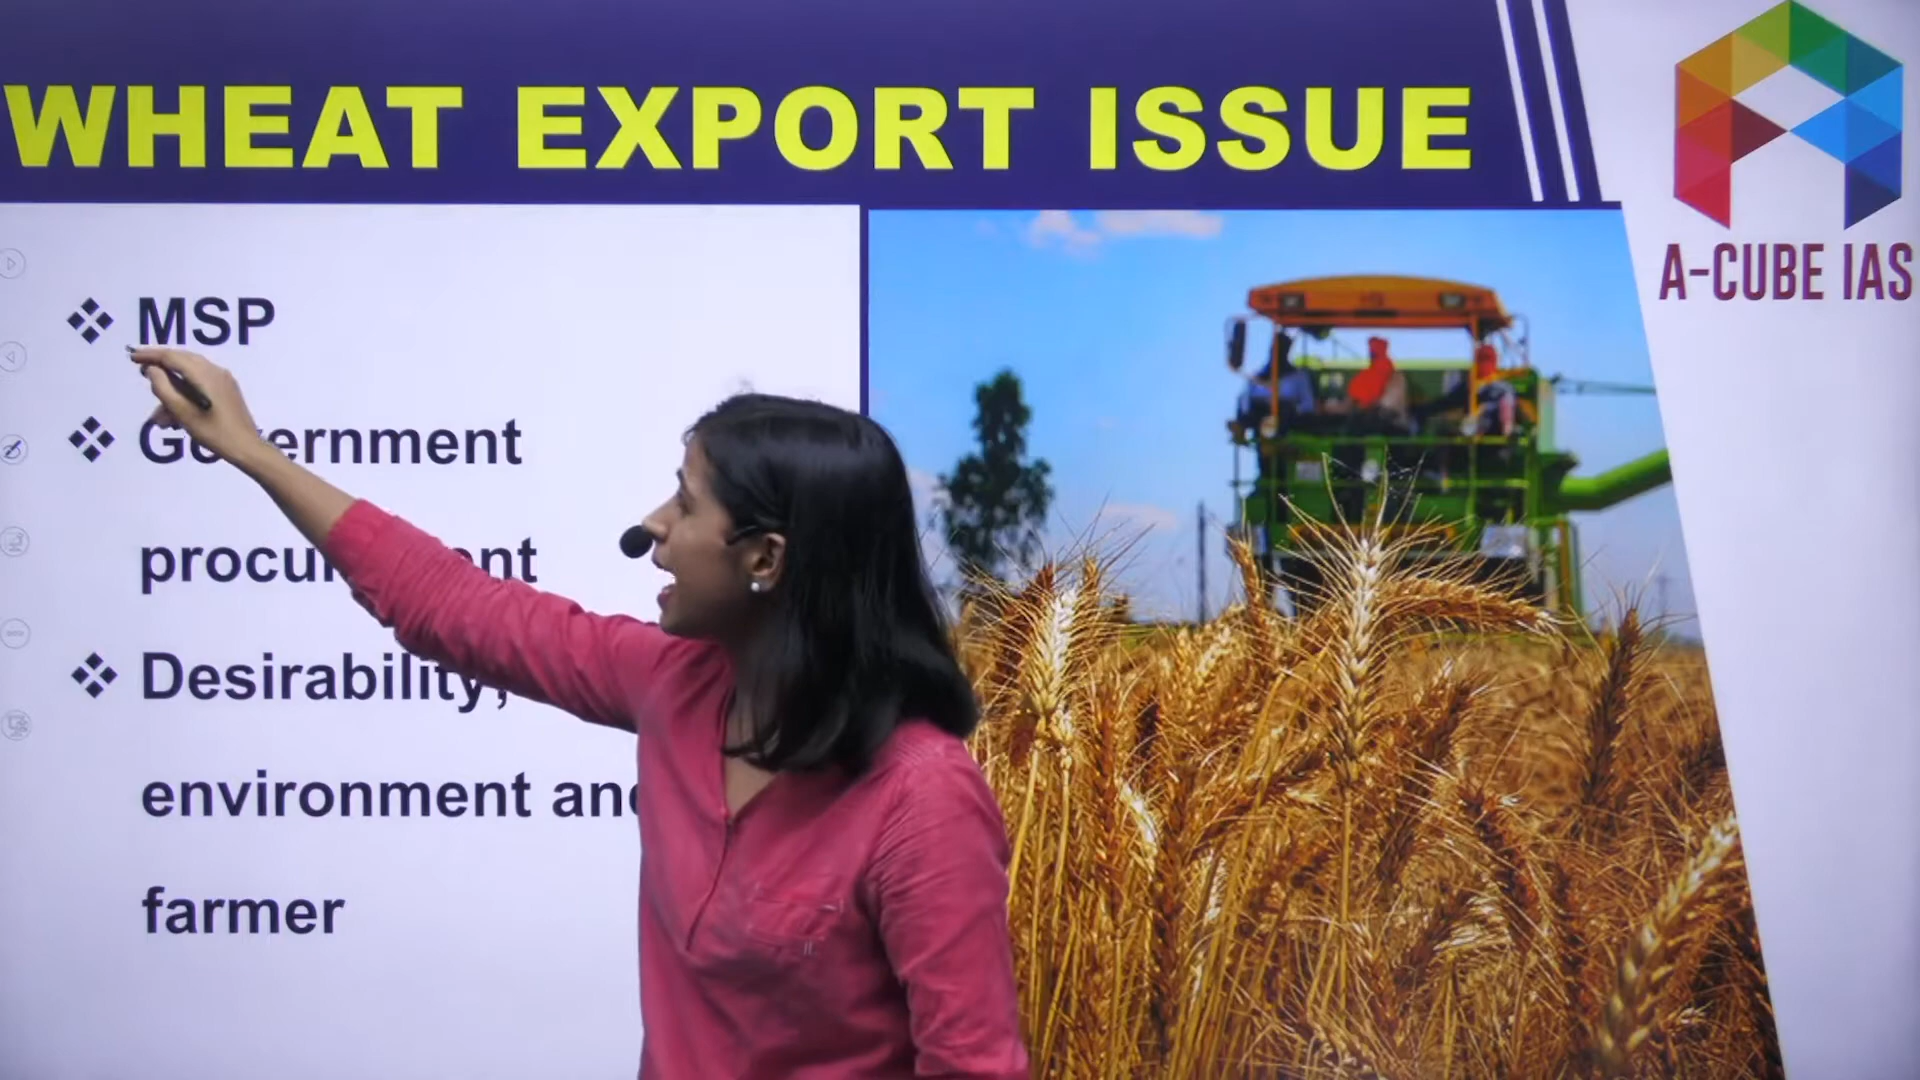 WHEAT EXPORT ISSUE
A-CUBE IAS
MSP
Government
procurement
Desirability,
environment and
farmer